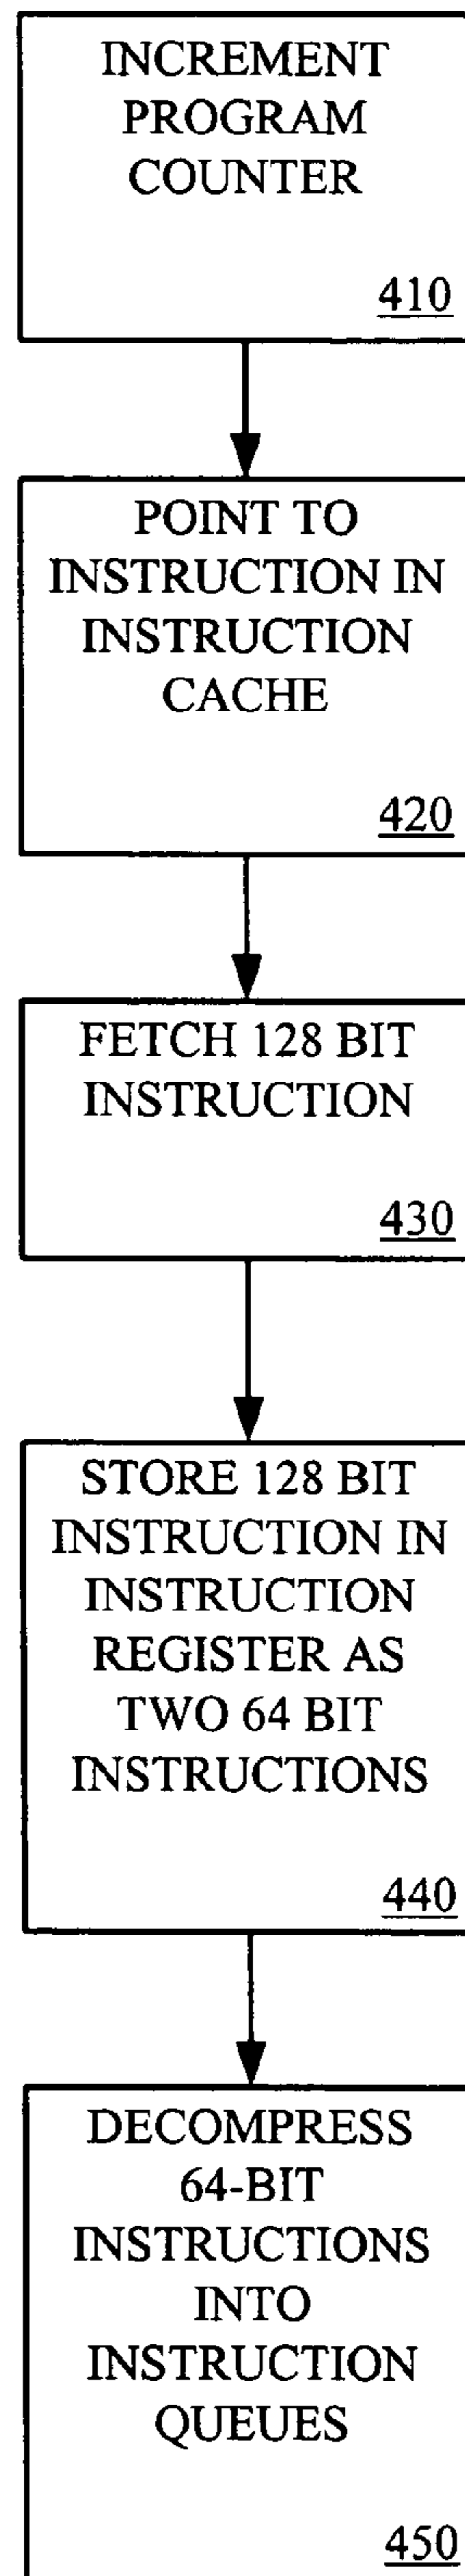 INCREMENT
PROGRAM
COUNTER
410
POINT TO
INSTRUCTION IN
INSTRUCTION
CACHE
420
FETCH 128 BIT
INSTRUCTION
430
STORE 128 BIT
INSTRUCTION IN
INSTRUCTION
REGISTER AS
TWO 64 BIT
INSTRUCTIONS
440
DECOMPRESS
64-BIT
INSTRUCTIONS
INTO
INSTRUCTION
QUEUES
450